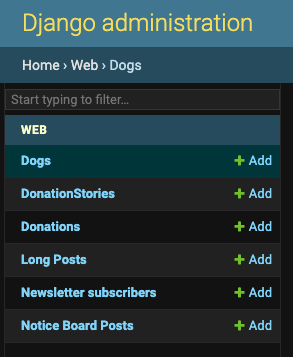 Django administration
Home › Web › Dogs
Start typing to filter...
WEB
Dogs + Add
DonationStories + Add
Donations + Add
Long Posts + Add
Newsletter subscribers + Add
Notice Board Posts + Add